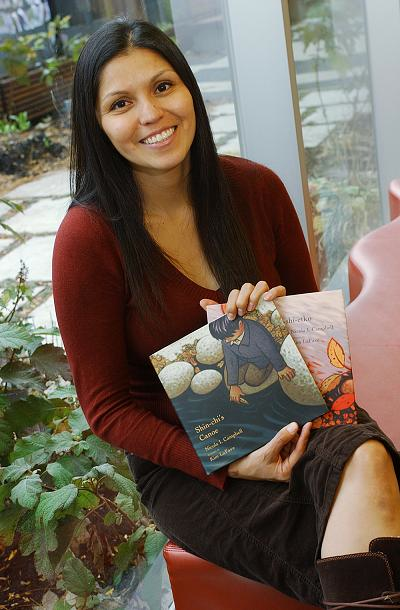 Shi-shi-etko
Nicola I. Campbell
Kim LaFave
Shin-chi's
Canoe
Nicola I. Campbell
Kim LaFave